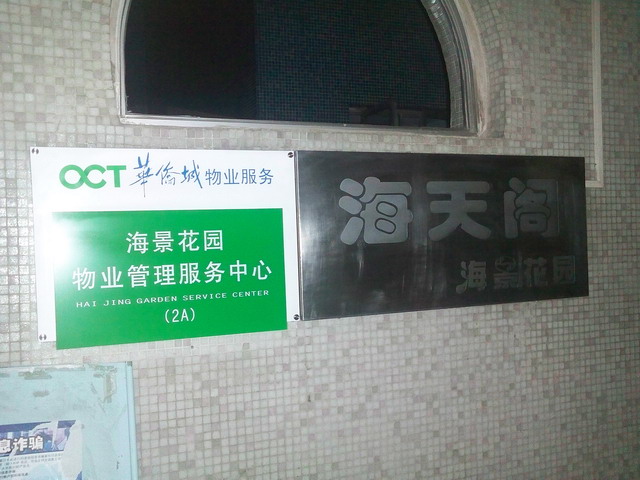 OCT 華僑城 物业服务
海景花园
物业管理服务中心
HAI JING GARDEN SERVICE CENTER
(2A)
海天阁
海景花园
息诈骗